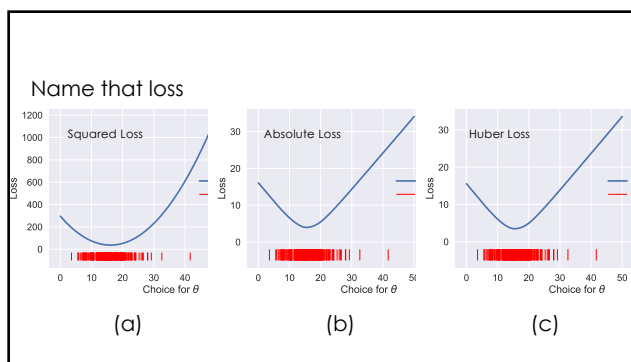 Name that loss
Squared Loss
Loss
1200
1000
800
600
400
200
0
0 10 20 30 40
Choice for θ
(a)
Absolute Loss
Loss
30
20
10
0
0 10 20 30 40 50
Choice for θ
(b)
Huber Loss
Loss
30
20
10
0
0 10 20 30 40 50
Choice for θ
(c)